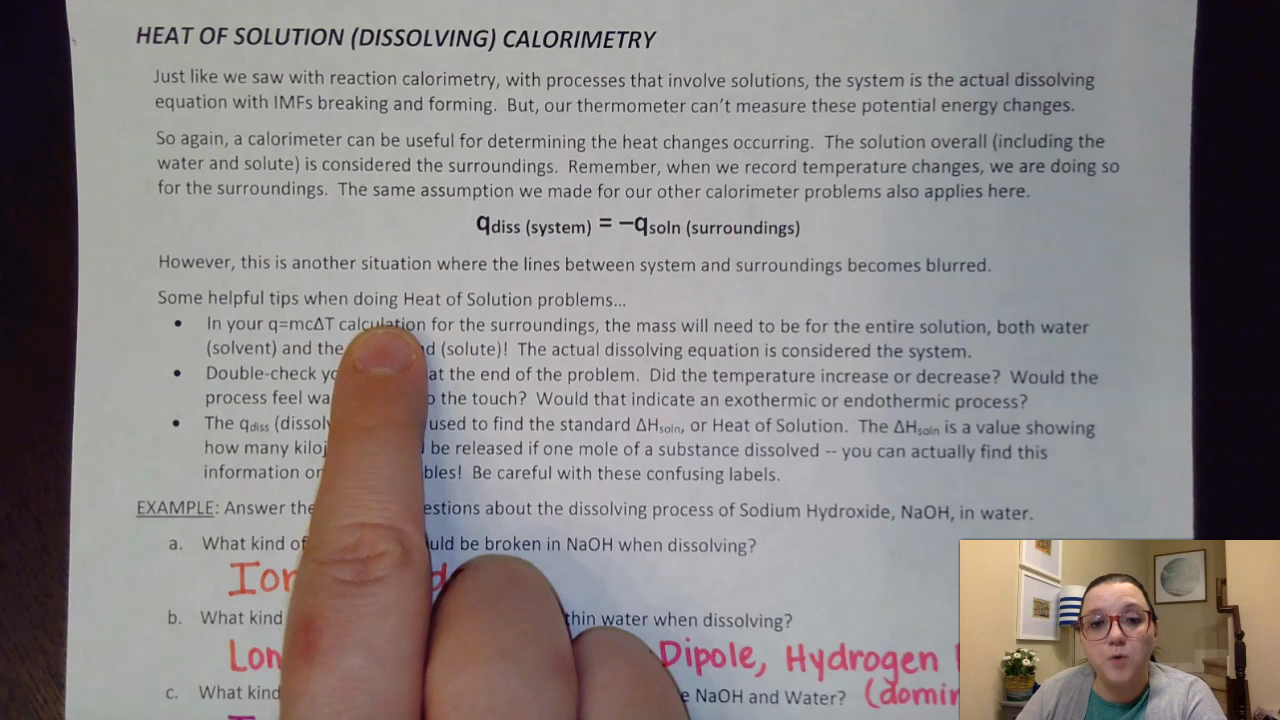 HEAT OF SOLUTION (DISSOLVING) CALORIMETRY
Just like we saw with reaction calorimetry, with processes that involve solutions, the system is the actual dissolving
equation with IMFs breaking and forming. But, our thermometer can't measure these potential energy changes.
So again, a calorimeter can be useful for determining the heat changes occurring. The solution overall (including the
water and solute) is considered the surroundings. Remember, when we record temperature changes, we are doing so
for the surroundings. The same assumption we made for our other calorimeter problems also applies here.
qdiss (system) = −qsoln (surroundings)
However, this is another situation where the lines between system and surroundings becomes blurred.
Some helpful tips when doing Heat of Solution problems...
• In your q=mcΔT calculation for the surroundings, the mass will need to be for the entire solution, both water
(solvent) and the (solute)! The actual dissolving equation is considered the system.
• Double-check at the end of the problem. Did the temperature increase or decrease? Would the
process feel the touch? Would that indicate an exothermic or endothermic process?
• The qdiss used to find the standard ΔHsoln, or Heat of Solution. The ΔHsoln is a value showing
how many be released if one mole of a substance dissolved -- you can actually find this
information Be careful with these confusing labels.
EXAMPLE: Answer the about the dissolving process of Sodium Hydroxide, NaOH, in water.
a. What kind of be broken in NaOH when dissolving?
b. What kind water when dissolving?
Dipole, Hydrogen
c. What kind NaOH and Water?